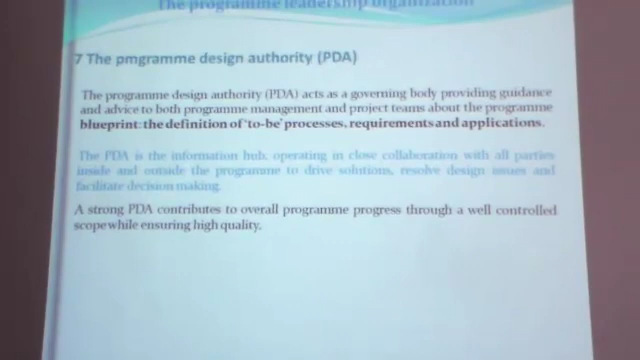 The programme leadership organization
7 The pmgramme design authority (PDA)
The programme design authority (PDA) acts as a governing body providing guidance
and advice to both programme management and project teams about the programme
blueprint: the definition of 'to-be' processes, requirements and applications.
The PDA is the information hub, operating in close collaboration with all parties
inside and outside the programme to drive solutions, resolve design issues and
facilitate decision making.
A strong PDA contributes to overall programme progress through a well controlled
scope while ensuring high quality.